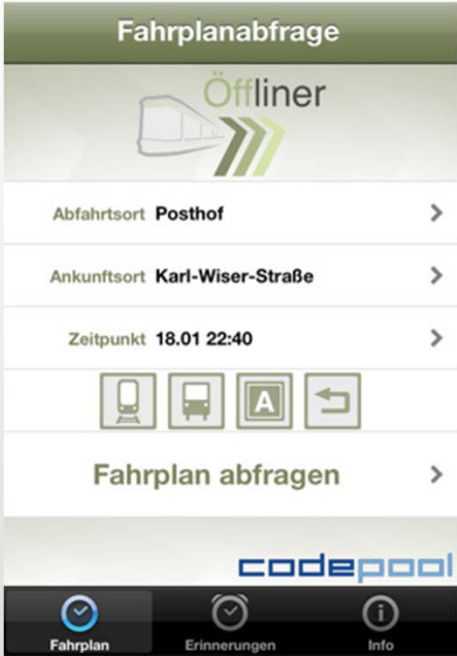 Fahrplanabfrage
Öffliner
Abfahrtsort Posthof
Ankunftsort Karl-Wiser-Straße
Zeitpunkt 18.01 22:40
A
Fahrplan abfragen
codepool
Fahrplan Erinnerungen Info